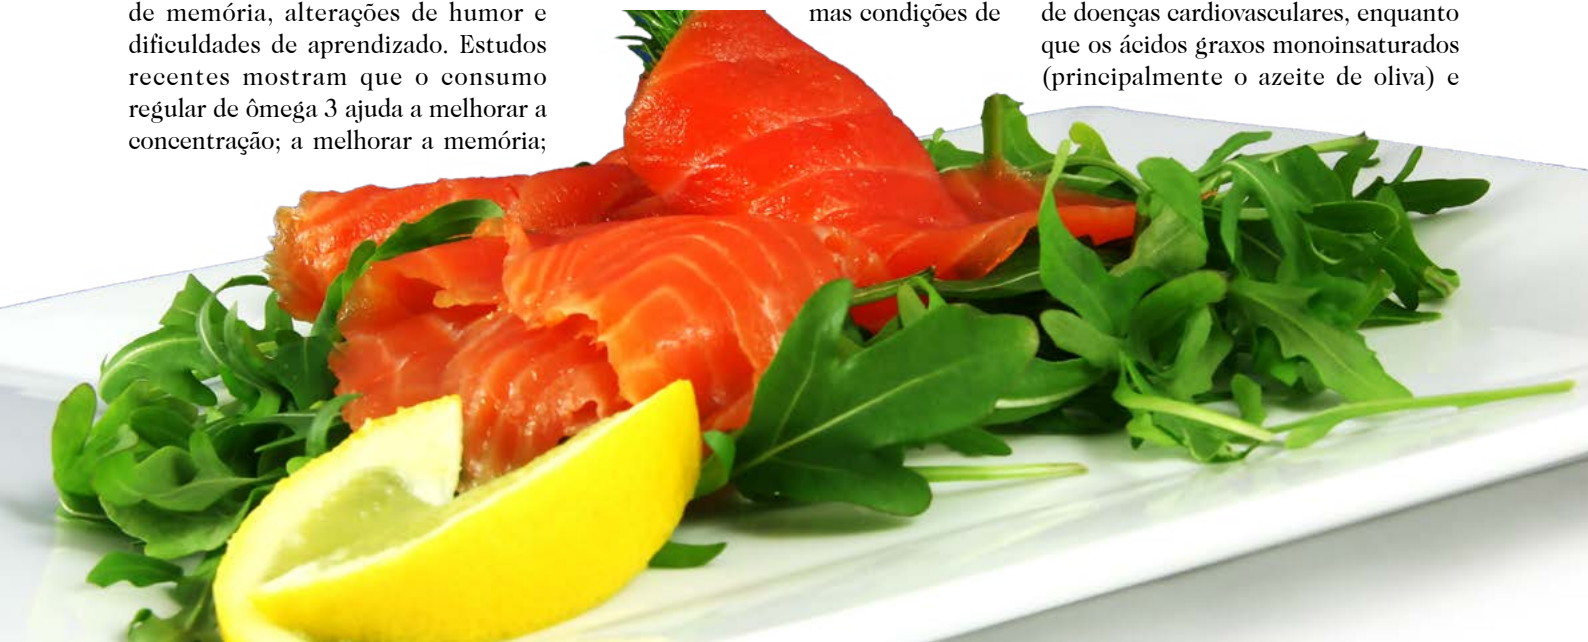 de memória, alterações de humor e
dificuldades de aprendizado. Estudos
recentes mostram que o consumo
regular de ômega 3 ajuda a melhorar a
concentração; a melhorar a memória;
mas condições de
de doenças cardiovasculares, enquanto
que os ácidos graxos monoinsaturados
(principalmente o azeite de oliva) e